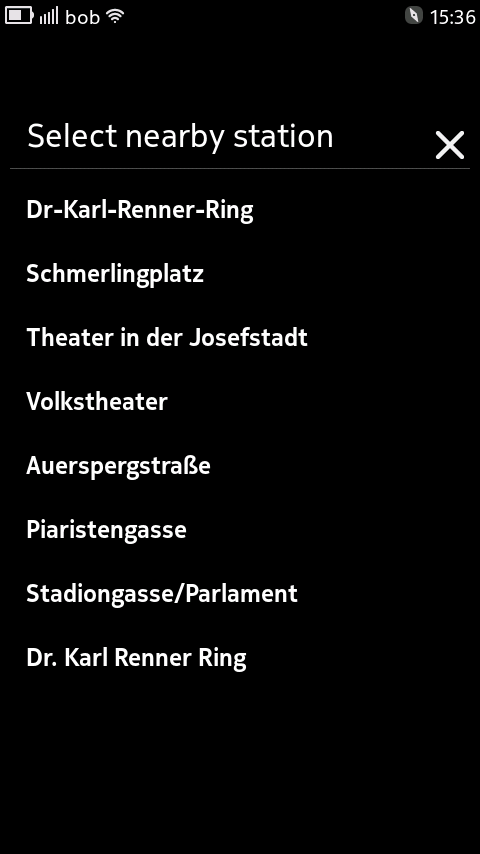 bob 15:36
Select nearby station
Dr-Karl-Renner-Ring
Schmerlingplatz
Theater in der Josefstadt
Volkstheater
Auerspergstraße
Piaristengasse
Stadiongasse/Parlament
Dr. Karl Renner Ring